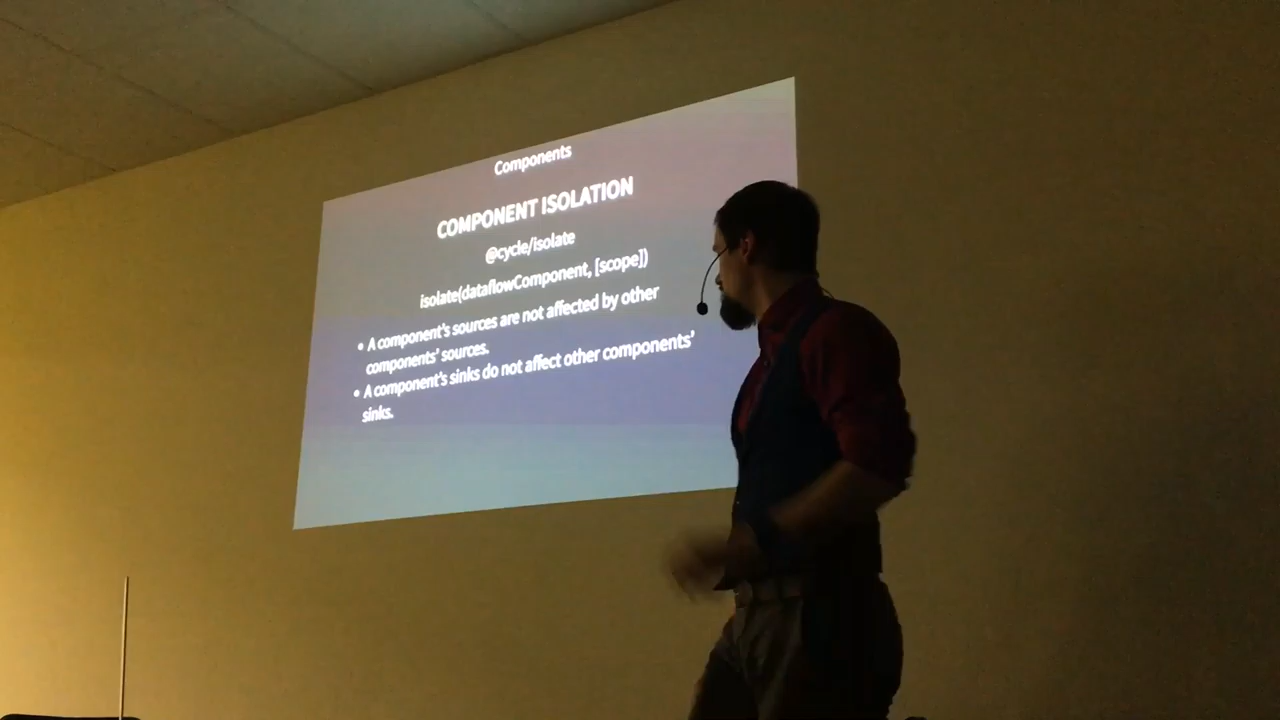 Components
COMPONENT ISOLATION
@cycle/isolate
isolate(dataflowComponent, [scope])
• A component's sources are not affected by other
components' sources.
• A component's sinks do not affect other components'
sinks.